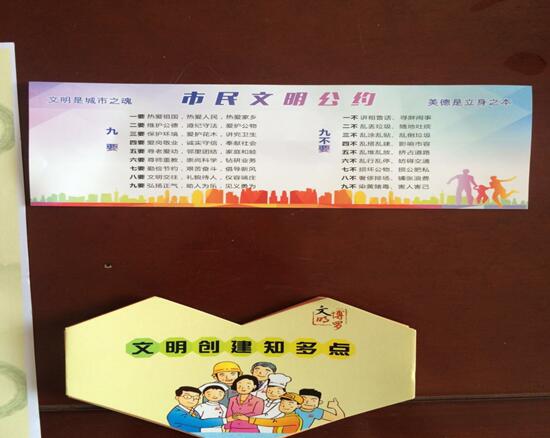 文明是城市之魂
市民文明公约
美德是立身之本
九要
一要 热爱祖国，热爱人民，热爱家乡
二要 维护公德，遵纪守法，爱护公物
三要 保护环境，爱护花木，讲究卫生
四要 爱岗敬业，诚实守信，奉献社会
五要 尊老爱幼，邻里团结，家庭和睦
六要 尊师重教，崇尚科学，钻研业务
七要 勤俭节约，艰苦奋斗，倡导新风
八要 文明交往，礼貌待人，仪容端庄
九要 弘扬正气，助人为乐，见义勇为
九不要
一不 讲粗鲁话、寻衅闹事
二不 乱丢垃圾、随地吐痰
三不 乱涂乱贴、乱倒垃圾
四不 乱搭乱建、影响市容
五不 乱堆乱放、挤占道路
六不 乱行乱停、妨碍交通
七不 损坏公物、损公肥私
八不 奢侈排场、铺张浪费
九不 染黄赌毒、害人害己
文明博罗
文明创建知多点